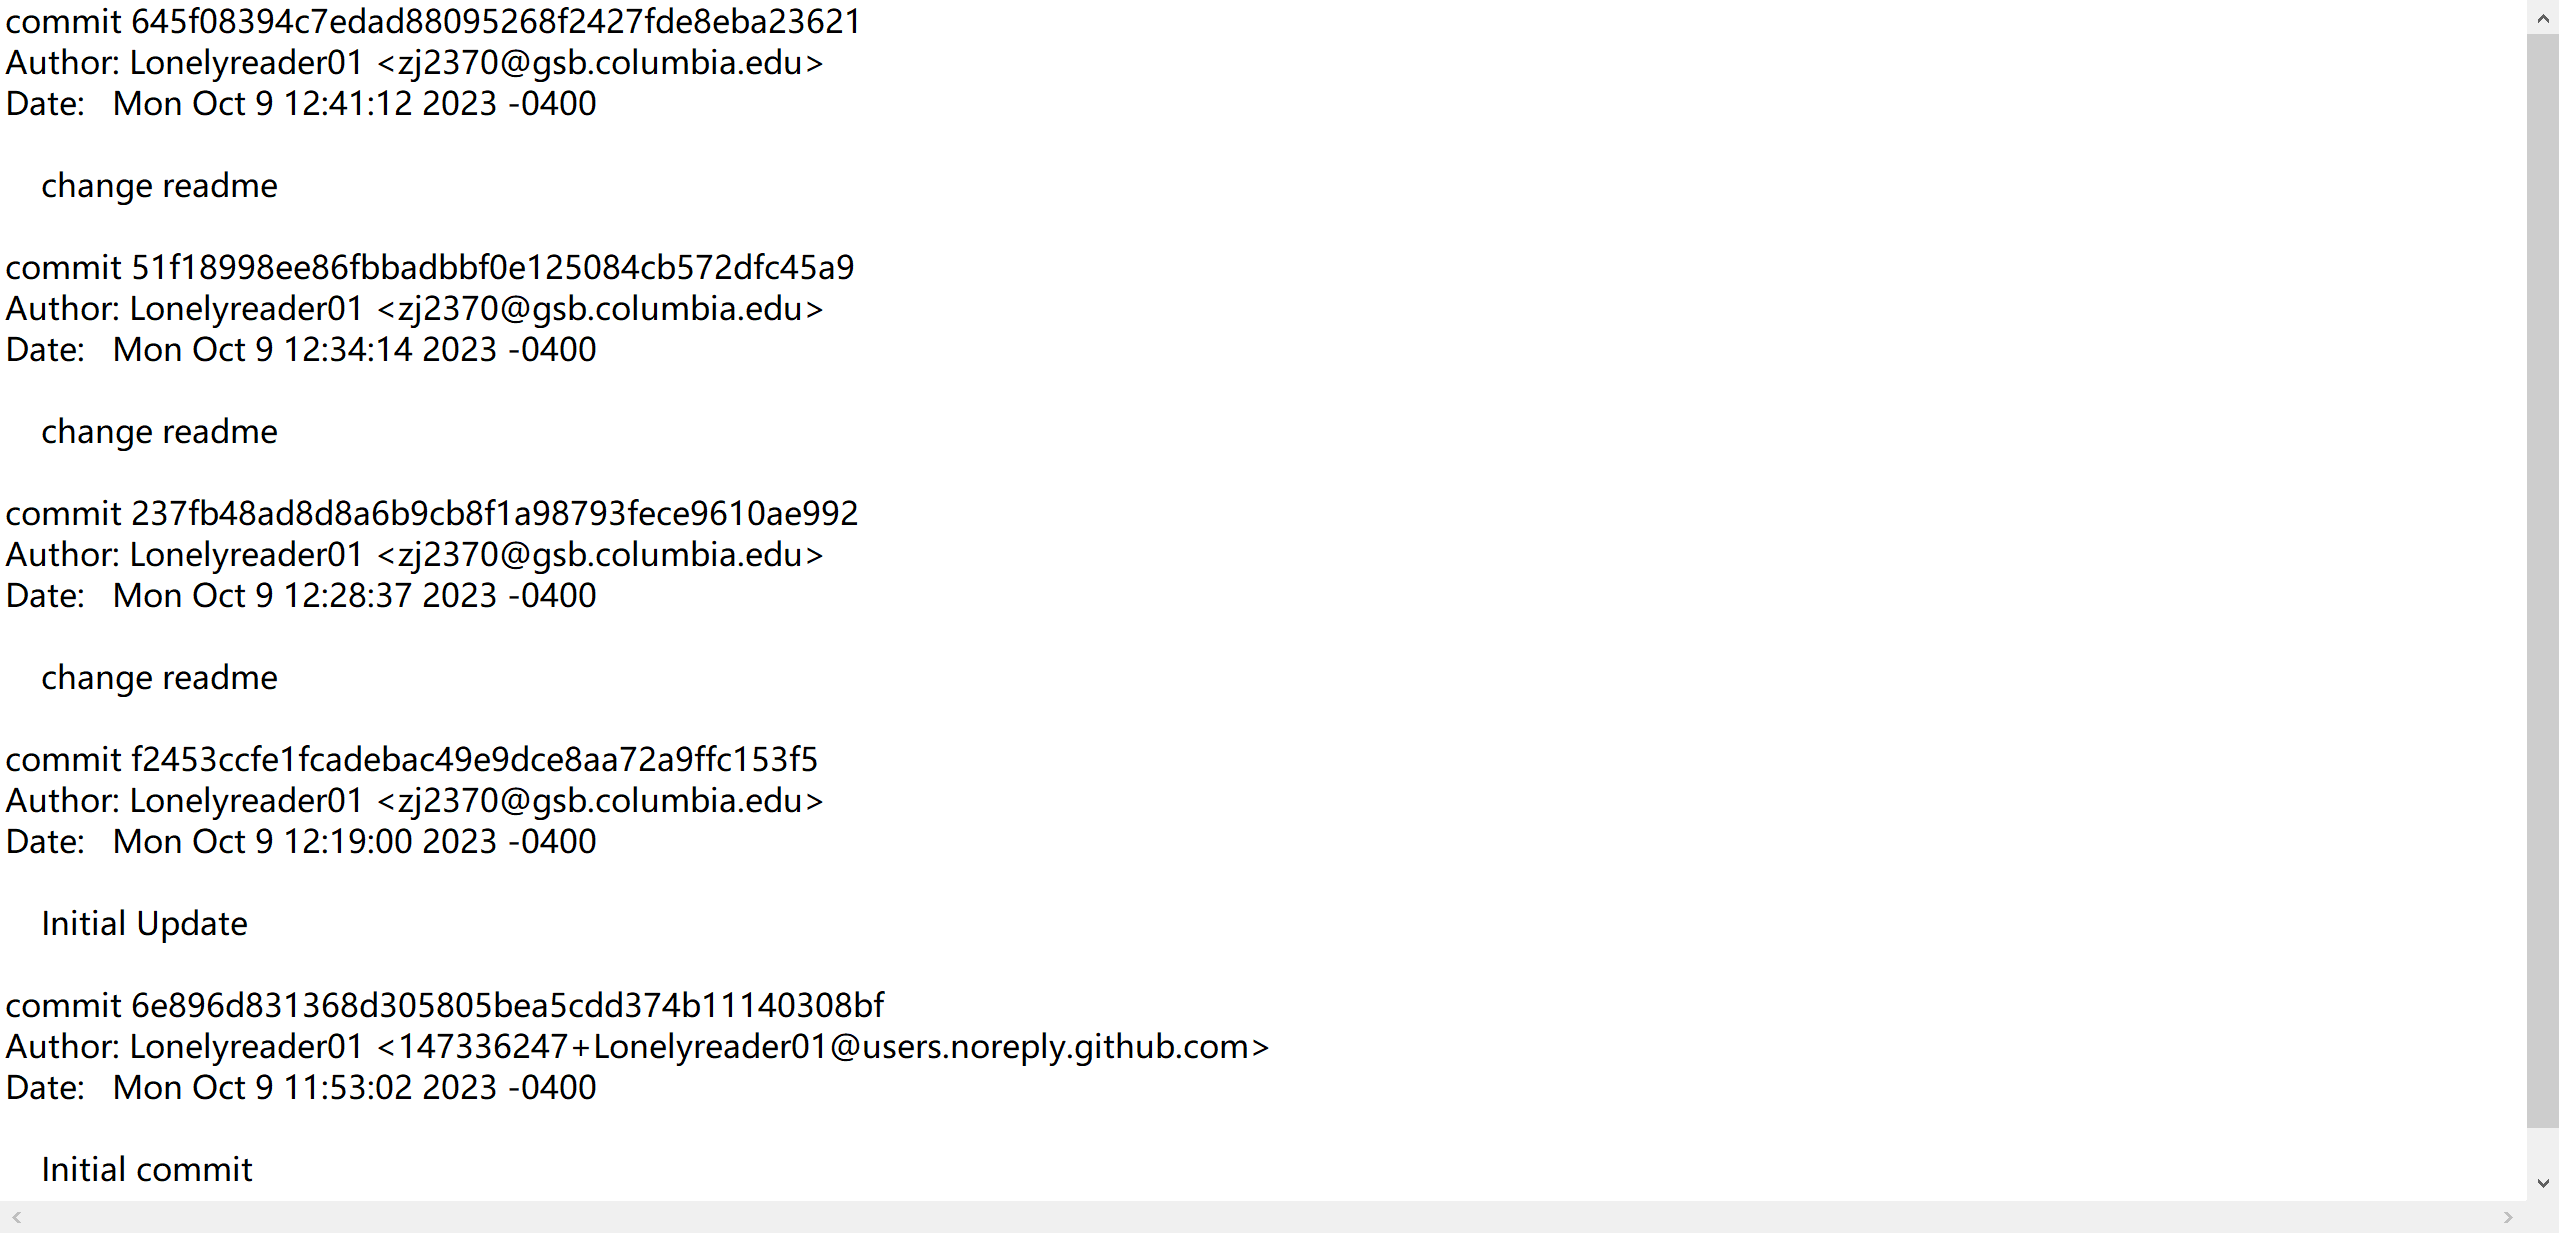 commit 645f08394c7edad88095268f2427fde8eba23621
Author: Lonelyreader01 <zj2370@gsb.columbia.edu>
Date:   Mon Oct 9 12:41:12 2023 -0400
change readme
commit 51f18998ee86fbbadbbf0e125084cb572dfc45a9
Author: Lonelyreader01 <zj2370@gsb.columbia.edu>
Date:   Mon Oct 9 12:34:14 2023 -0400
change readme
commit 237fb48ad8d8a6b9cb8f1a98793fece9610ae992
Author: Lonelyreader01 <zj2370@gsb.columbia.edu>
Date:   Mon Oct 9 12:28:37 2023 -0400
change readme
commit f2453ccfe1fcadebac49e9dce8aa72a9ffc153f5
Author: Lonelyreader01 <zj2370@gsb.columbia.edu>
Date:   Mon Oct 9 12:19:00 2023 -0400
Initial Update
commit 6e896d831368d305805bea5cdd374b11140308bf
Author: Lonelyreader01 <147336247+Lonelyreader01@users.noreply.github.com>
Date:   Mon Oct 9 11:53:02 2023 -0400
Initial commit